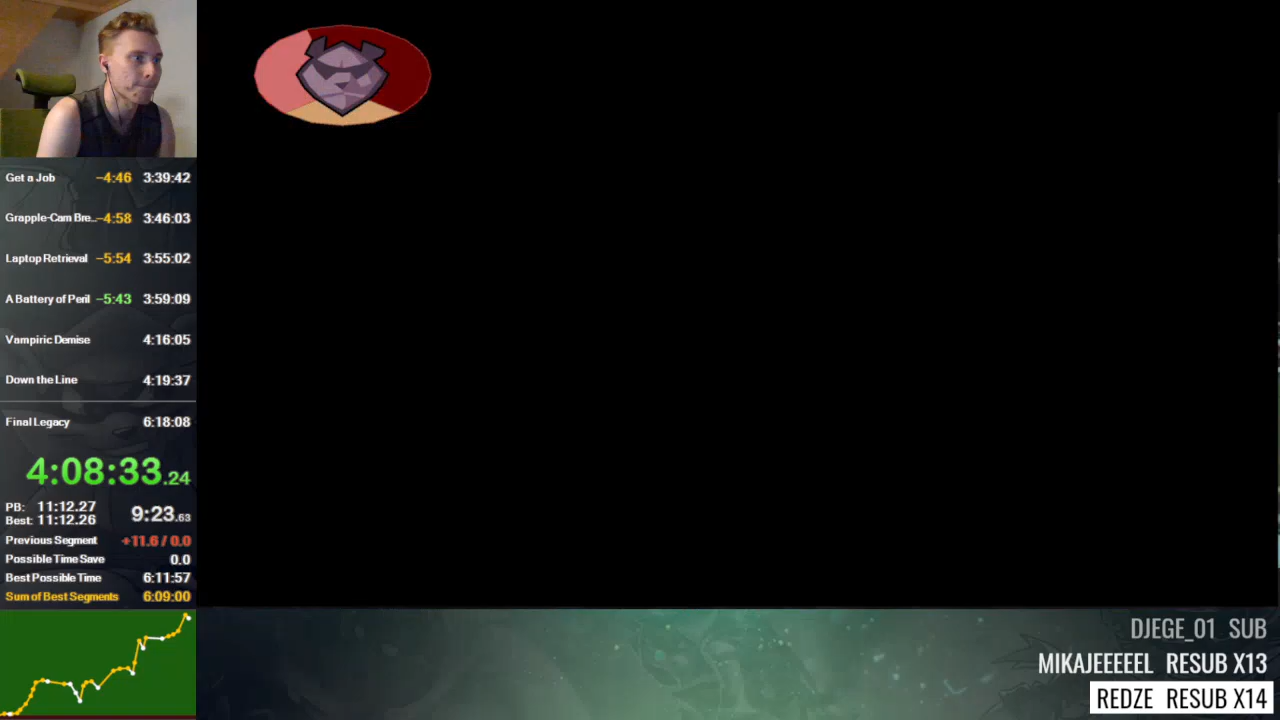 Get a Job -4:46 3:39:42
Grapple-Cam Bre... -4:58 3:46:03
Laptop Retrieval -5:54 3:55:02
A Battery of Peril -5:43 3:59:09
Vampiric Demise 4:16:05
Down the Line 4:19:37
Final Legacy 6:18:08
4:08:33.24
PB: 11:12.27
Best: 11:12.26 9:23.63
Previous Segment +11.6 / 0.0
Possible Time Save 0.0
Best Possible Time 6:11:57
Sum of Best Segments 6:09:00
DJEGE_01 SUB
MIKAJEEEEEL RESUB X13
REDZE RESUB X14